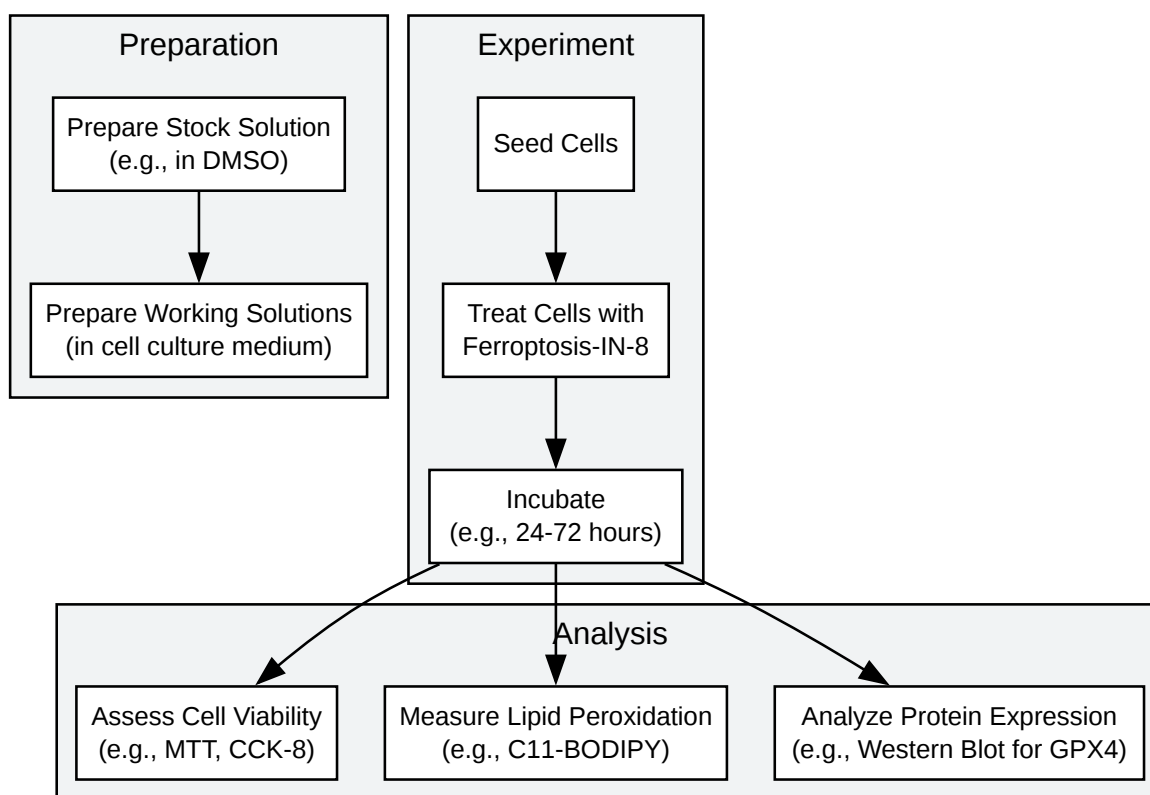 Preparation
Prepare Stock Solution
(e.g., in DMSO)
Prepare Working Solutions
(in cell culture medium)
Experiment
Seed Cells
Treat Cells with
Ferroptosis-IN-8
Incubate
(e.g., 24-72 hours)
Analysis
Assess Cell Viability
(e.g., MTT, CCK-8)
Measure Lipid Peroxidation
(e.g., C11-BODIPY)
Analyze Protein Expression
(e.g., Western Blot for GPX4)